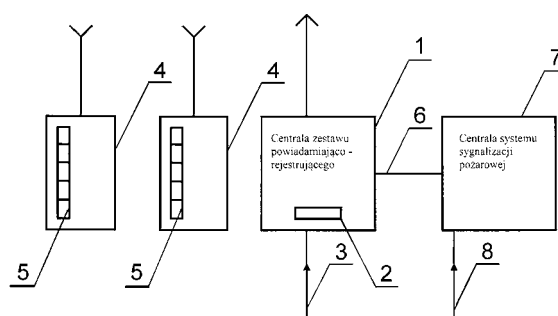 4
4
1
7
6
Centrala zestawu
powiadamiająco -
rejestrującego
Centrala systemu
sygnalizacji
pożarowej
5
5
3
2
8